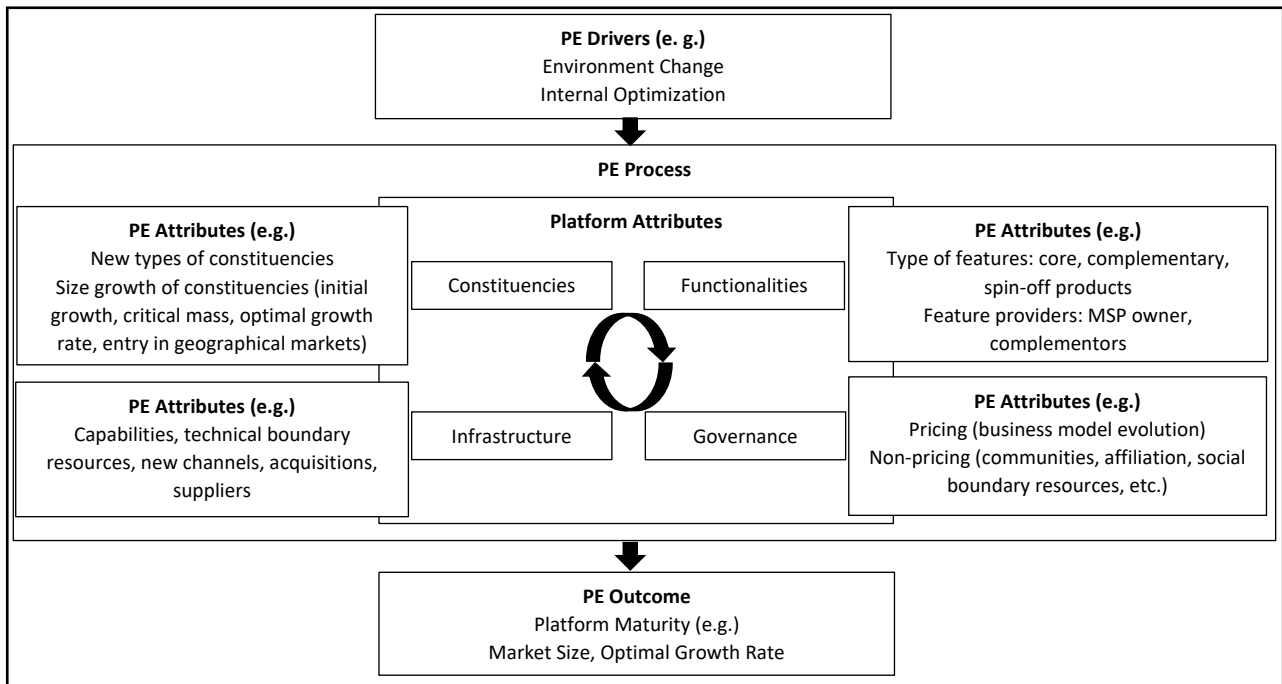 PE Drivers (e. g.)
Environment Change
Internal Optimization
PE Process
Platform Attributes
PE Attributes (e.g.)
New types of constituencies
Size growth of constituencies (initial
growth, critical mass, optimal growth
rate, entry in geographical markets)
Constituencies
Functionalities
PE Attributes (e.g.)
Type of features: core, complementary,
spin-off products
Feature providers: MSP owner,
complementors
PE Attributes (e.g.)
Capabilities, technical boundary
resources, new channels, acquisitions,
suppliers
Infrastructure
Governance
PE Attributes (e.g.)
Pricing (business model evolution)
Non-pricing (communities, affiliation, social
boundary resources, etc.)
PE Outcome
Platform Maturity (e.g.)
Market Size, Optimal Growth Rate